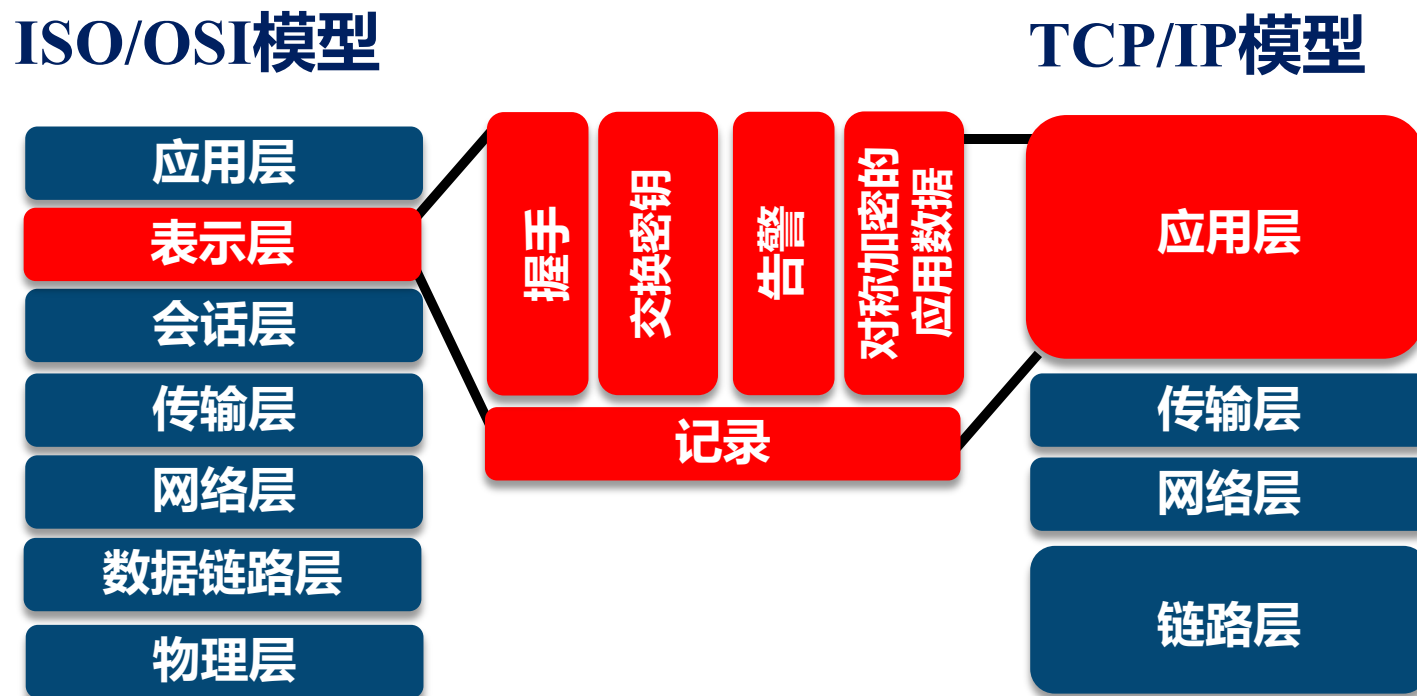 ISO/OSI模型
TCP/IP模型
应用层
表示层
会话层
传输层
网络层
数据链路层
物理层
握手
交换密钥
告警
对称加密的
应用数据
记录
应用层
传输层
网络层
链路层